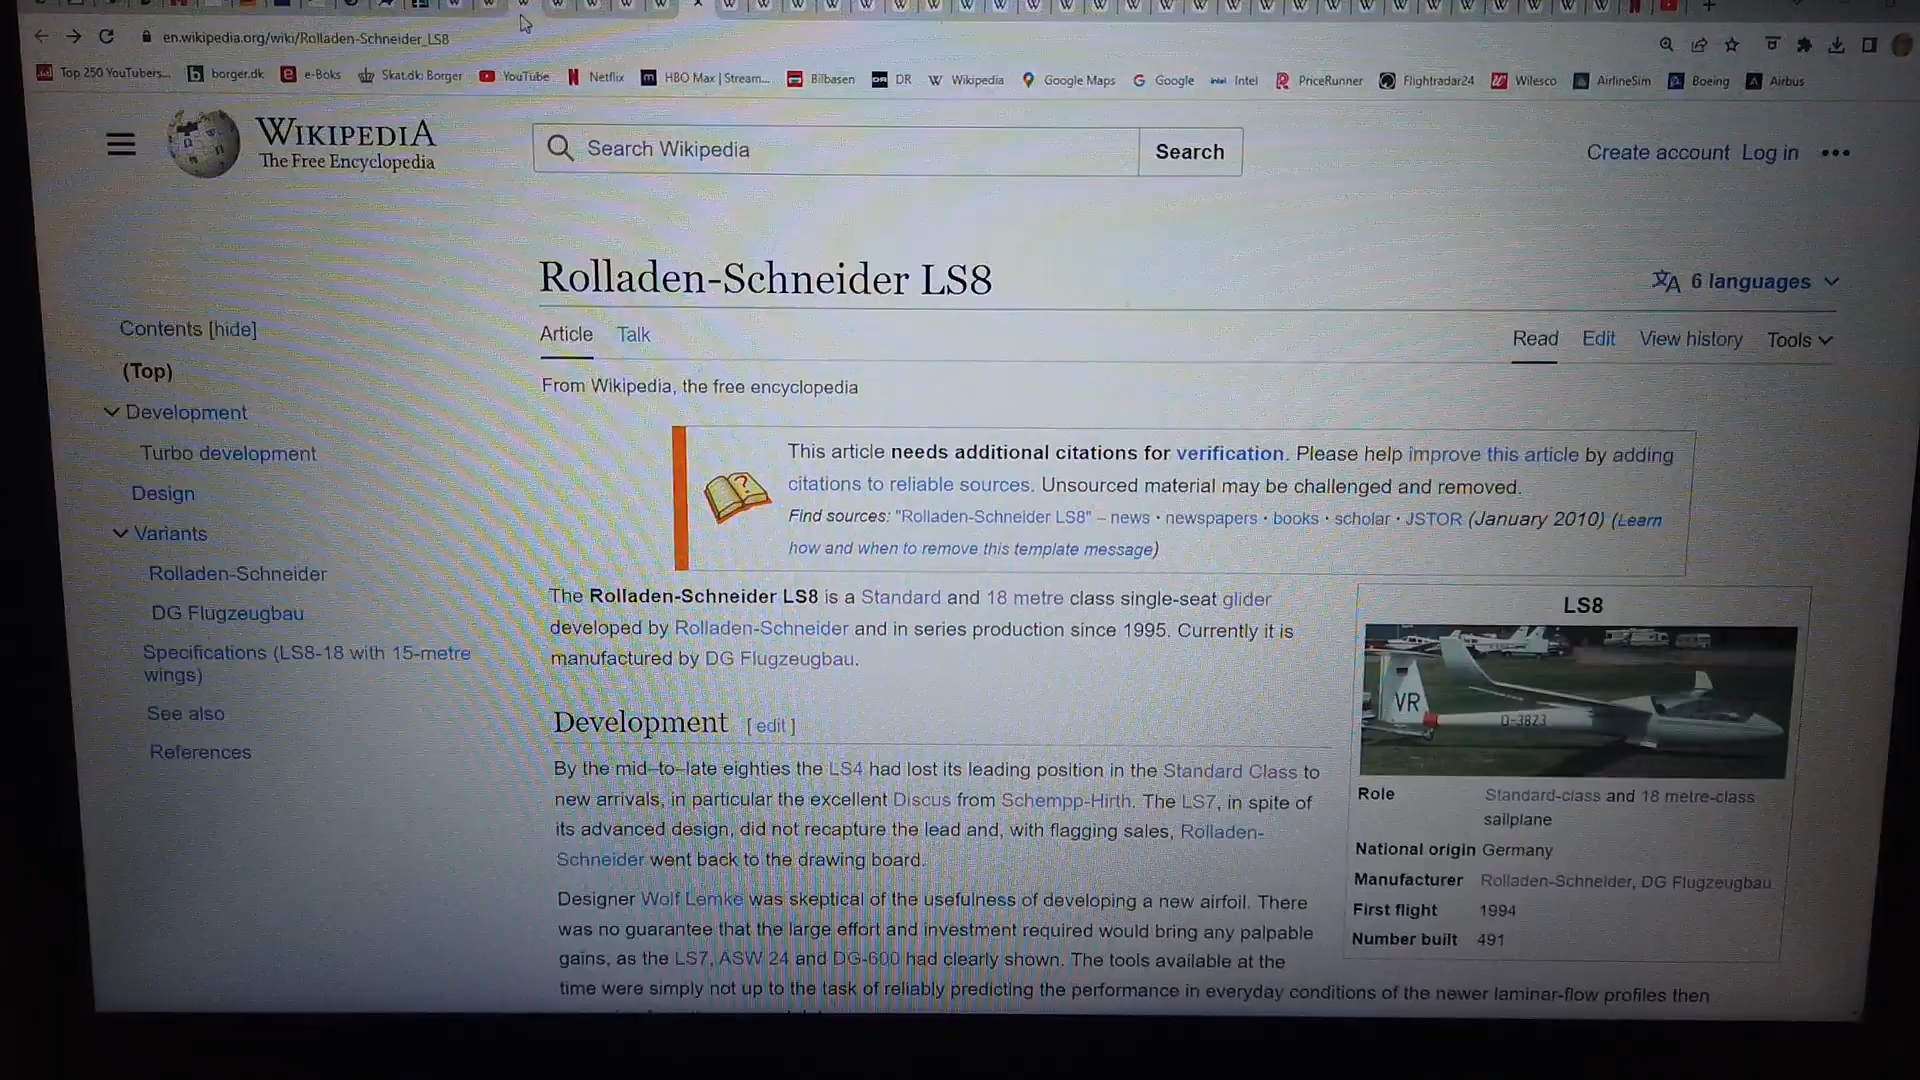 en.wikipedia.org/wiki/Rolladen-Schneider_LS8
Top 250 YouTubers... borger.dk e-Boks Skat.dk: Borger YouTube Netflix HBO Max | Stream... Bilbasen DR Wikipedia Google Maps Google Intel PriceRunner Flightradar24 Wilesco AirlineSim Boeing Airbus
WIKIPEDIA
The Free Encyclopedia
Search Wikipedia
Search
Create account Log in
Rolladen-Schneider LS8
6 languages
Contents [hide]
(Top)
Development
Turbo development
Design
Variants
Rolladen-Schneider
DG Flugzeugbau
Specifications (LS8-18 with 15-metre
wings)
See also
References
Article Talk
Read Edit View history Tools
From Wikipedia, the free encyclopedia
This article needs additional citations for verification. Please help improve this article by adding
citations to reliable sources. Unsourced material may be challenged and removed.
Find sources: "Rolladen-Schneider LS8" – news · newspapers · books · scholar · JSTOR (January 2010) (Learn
how and when to remove this template message)
The Rolladen-Schneider LS8 is a Standard and 18 metre class single-seat glider
developed by Rolladen-Schneider and in series production since 1995. Currently it is
manufactured by DG Flugzeugbau.
Development [ edit ]
By the mid–to–late eighties the LS4 had lost its leading position in the Standard Class to
new arrivals, in particular the excellent Discus from Schempp-Hirth. The LS7, in spite of
its advanced design, did not recapture the lead and, with flagging sales, Rolladen-
Schneider went back to the drawing board.
Designer Wolf Lemke was skeptical of the usefulness of developing a new airfoil. There
was no guarantee that the large effort and investment required would bring any palpable
gains, as the LS7, ASW 24 and DG-600 had clearly shown. The tools available at the
time were simply not up to the task of reliably predicting the performance in everyday conditions of the newer laminar-flow profiles then
LS8
VR
D-3823
Role Standard-class and 18 metre-class
sailplane
National origin Germany
Manufacturer Rolladen-Schneider, DG Flugzeugbau
First flight 1994
Number built 491